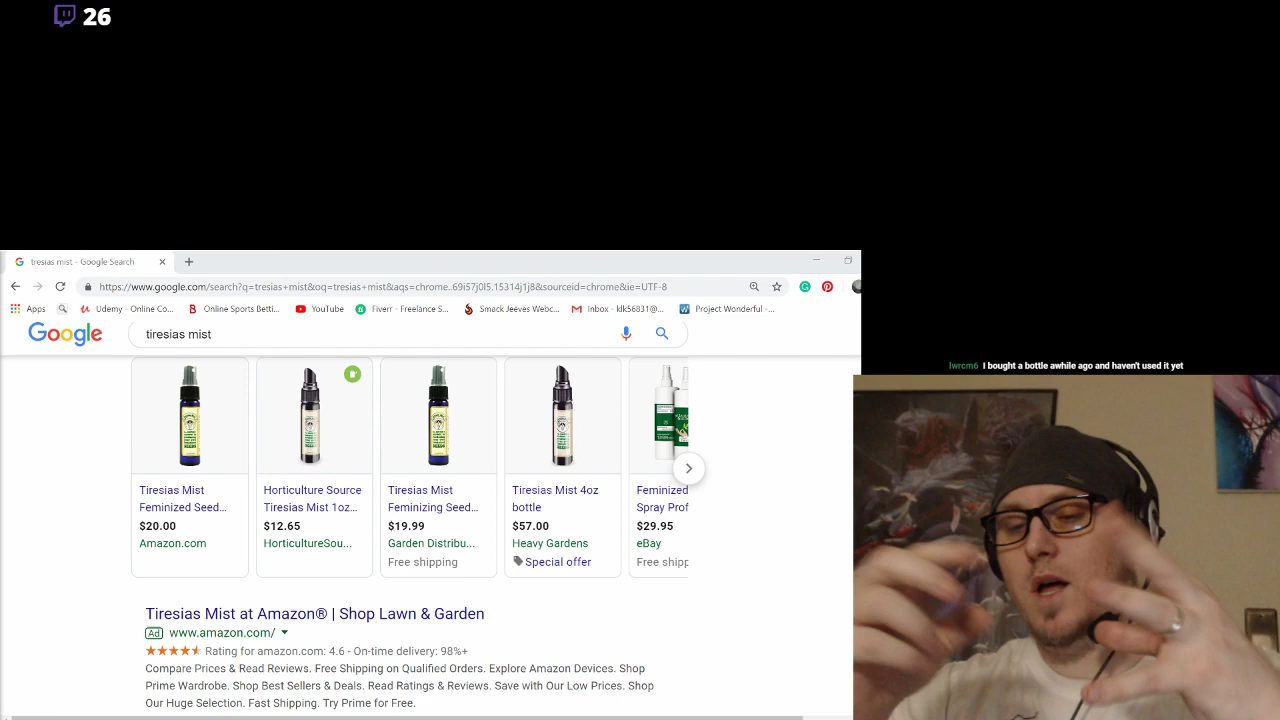 26
tresias mist - Google Search
https://www.google.com/search?q=tresias+mist&oq=tresias+mist&aqs=chrome..69i57j0l5.15314j1j8&sourceid=chrome&ie=UTF-8
Apps Udemy - Online Co... Online Sports Betti... YouTube Fiverr - Freelance S... Smack Jeeves Webc... Inbox - klk56831@... Project Wonderful -...
Google tiresias mist
Tiresias Mist Feminized Seed...
$20.00
Amazon.com
Horticulture Source Tiresias Mist 1oz...
$12.65
HorticultureSou...
Tiresias Mist Feminizing Seed...
$19.99
Garden Distribu...
Free shipping
Tiresias Mist 4oz bottle
$57.00
Heavy Gardens
Special offer
Feminized Spray Prof
$29.95
eBay
Free shipp
Tiresias Mist at Amazon® | Shop Lawn & Garden
Ad www.amazon.com/
Rating for amazon.com: 4.6 - On-time delivery: 98%+
Compare Prices & Read Reviews. Free Shipping on Qualified Orders. Explore Amazon Devices. Shop
Prime Wardrobe. Shop Best Sellers & Deals. Read Ratings & Reviews. Save with Our Low Prices. Shop
Our Huge Selection. Fast Shipping. Try Prime for Free.
lwrcm6 I bought a bottle awhile ago and haven't used it yet